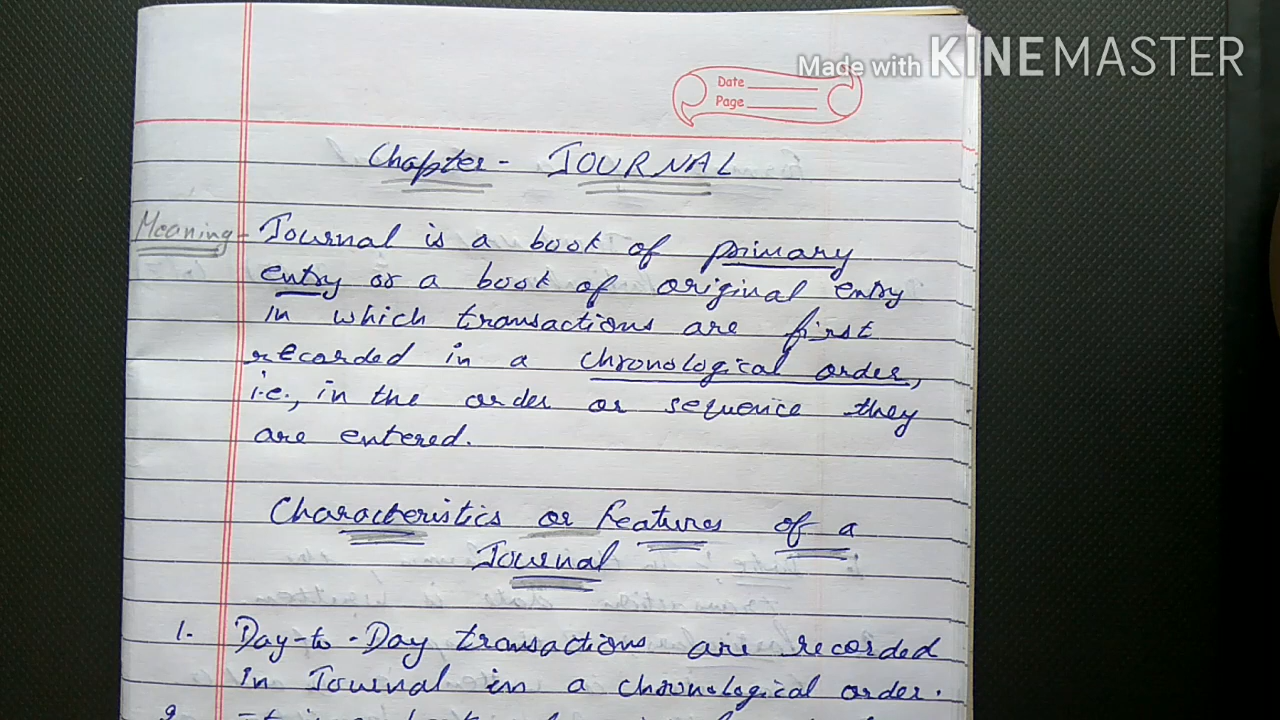 Made with KINEMASTER
Date
Page
Chapter - JOURNAL
Meaning - Journal is a book of primary
entry or a book of original entry
in which transactions are first
recorded in a chronological order,
i.e., in the order or sequence they
are entered.
Characteristics or Features of a
Journal
1. Day-to-Day transactions are recorded
in Journal in a chronological order.
2.